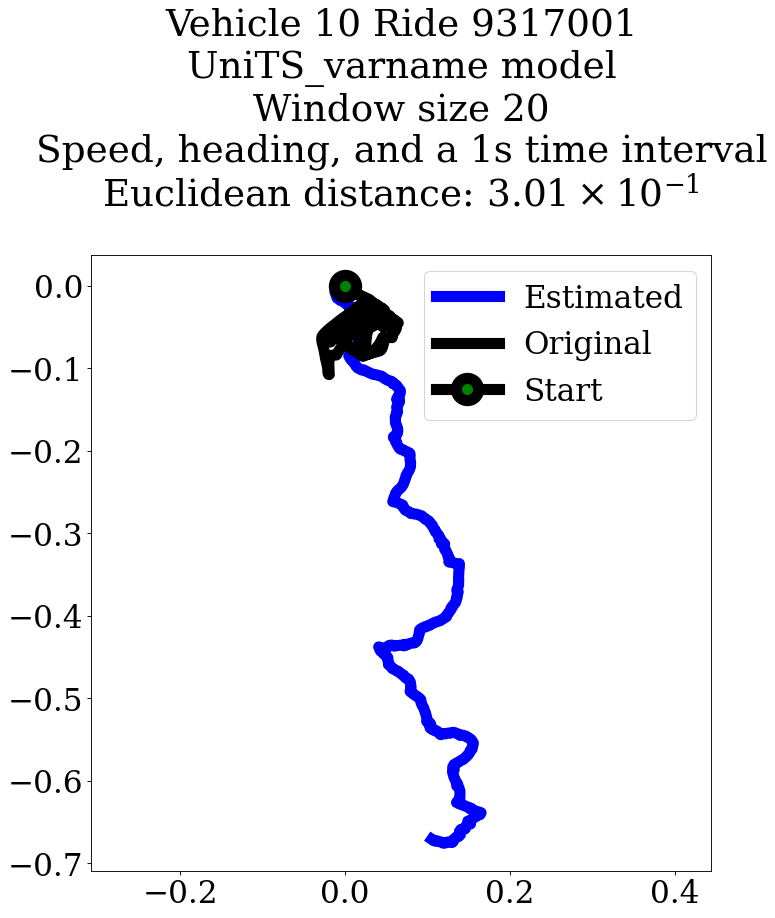 Vehicle 10 Ride 9317001
UniTS_varname model
Window size 20
Speed, heading, and a 1s time interval
Euclidean distance: 3.01 × 10⁻¹
Estimated
Original
Start
0.0
−0.1
−0.2
−0.3
−0.4
−0.5
−0.6
−0.7
−0.2 0.0 0.2 0.4